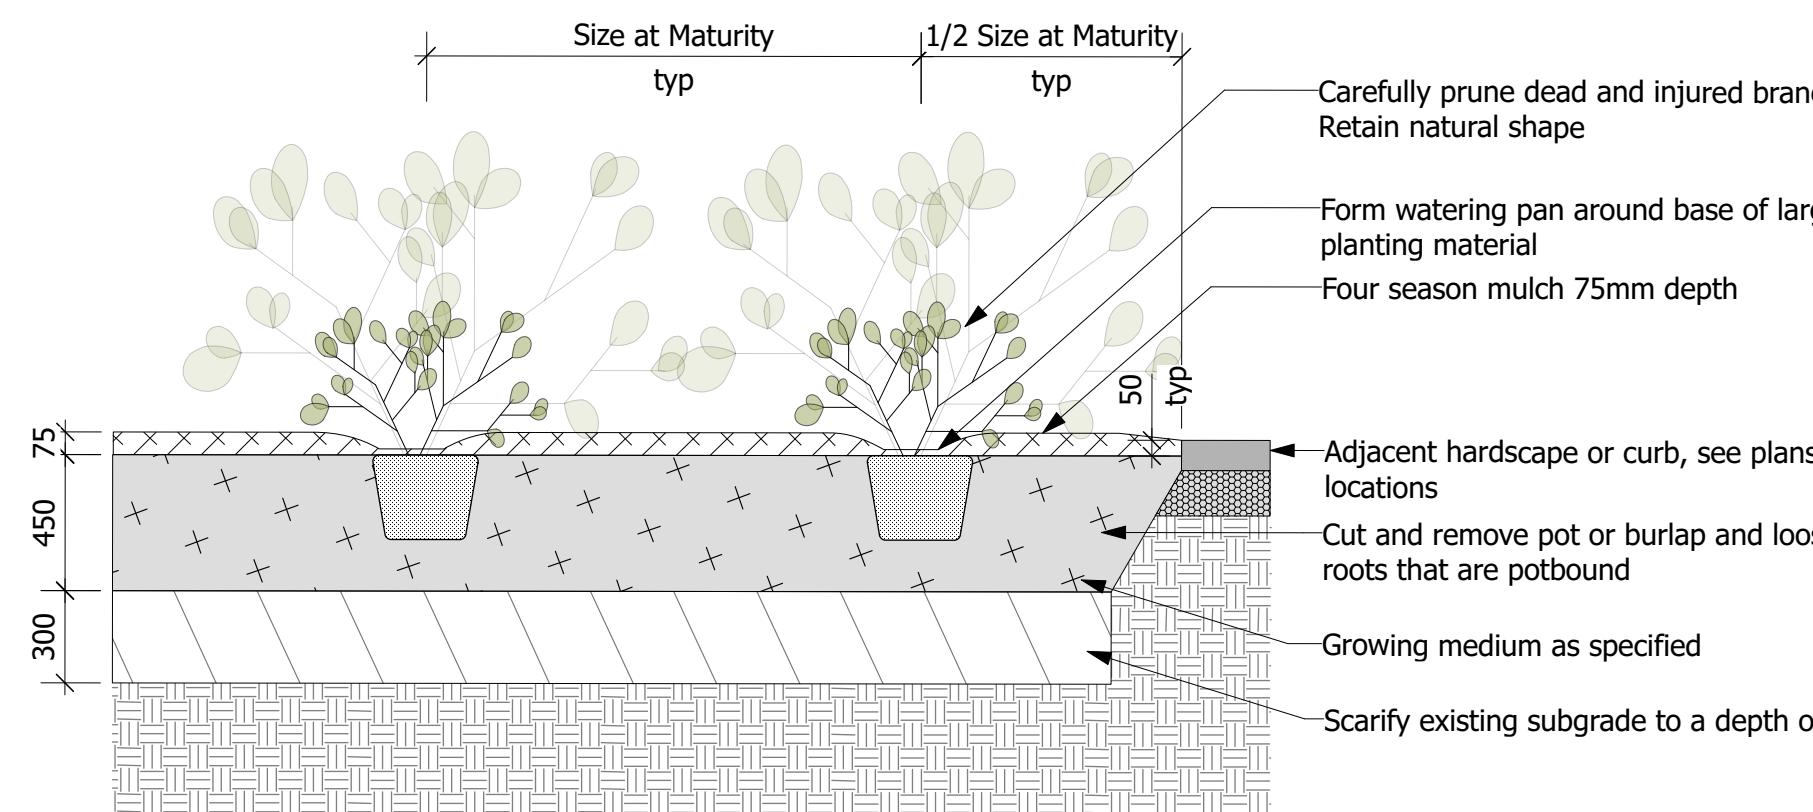 Size at Maturity
typ
1/2 Size at Maturity
typ
Carefully prune dead and injured
Retain natural shape
Form watering pan around base of
planting material
Four season mulch 75mm depth
50
typ
75
450
300
Adjacent hardscape or curb, see plans
locations
Cut and remove pot or burlap and
roots that are potbound
Growing medium as specified
Scarify existing subgrade to a depth